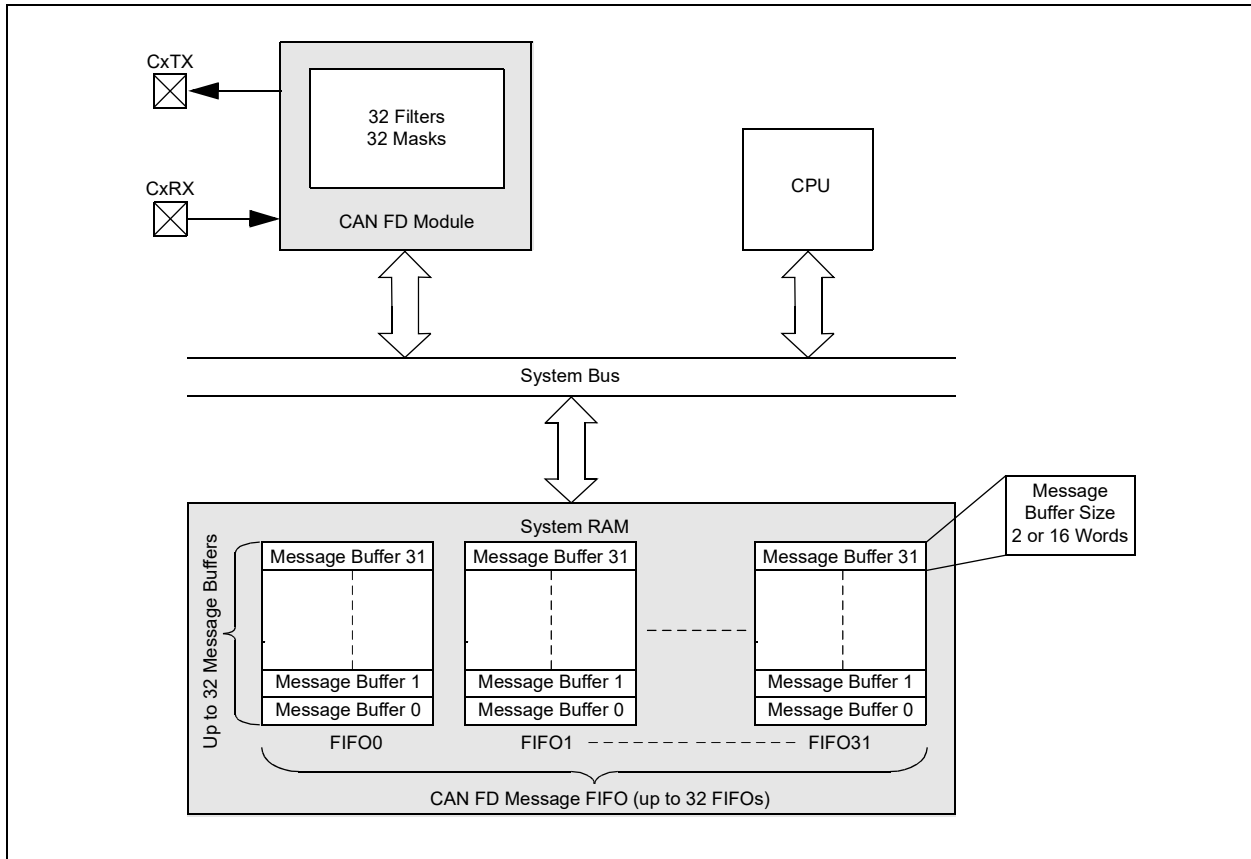 CxTX
32 Filters
32 Masks
CxRX
CAN FD Module
CPU
System Bus
Message
Buffer Size
2 or 16 Words
System RAM
Up to 32 Message Buffers
Message Buffer 31
Message Buffer 31
Message Buffer 31
Message Buffer 1
Message Buffer 1
Message Buffer 1
Message Buffer 0
Message Buffer 0
Message Buffer 0
FIFO0
FIFO1
FIFO31
CAN FD Message FIFO (up to 32 FIFOs)